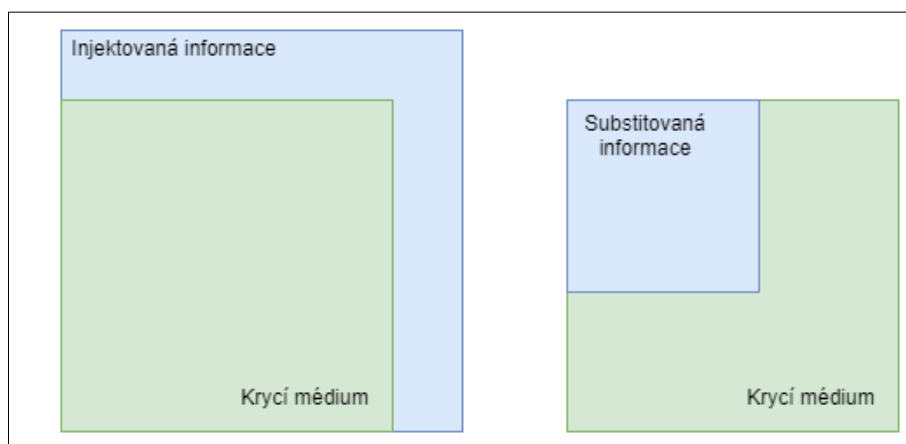 Injektovaná informace
Krycí médium
Substitovaná
informace
Krycí médium